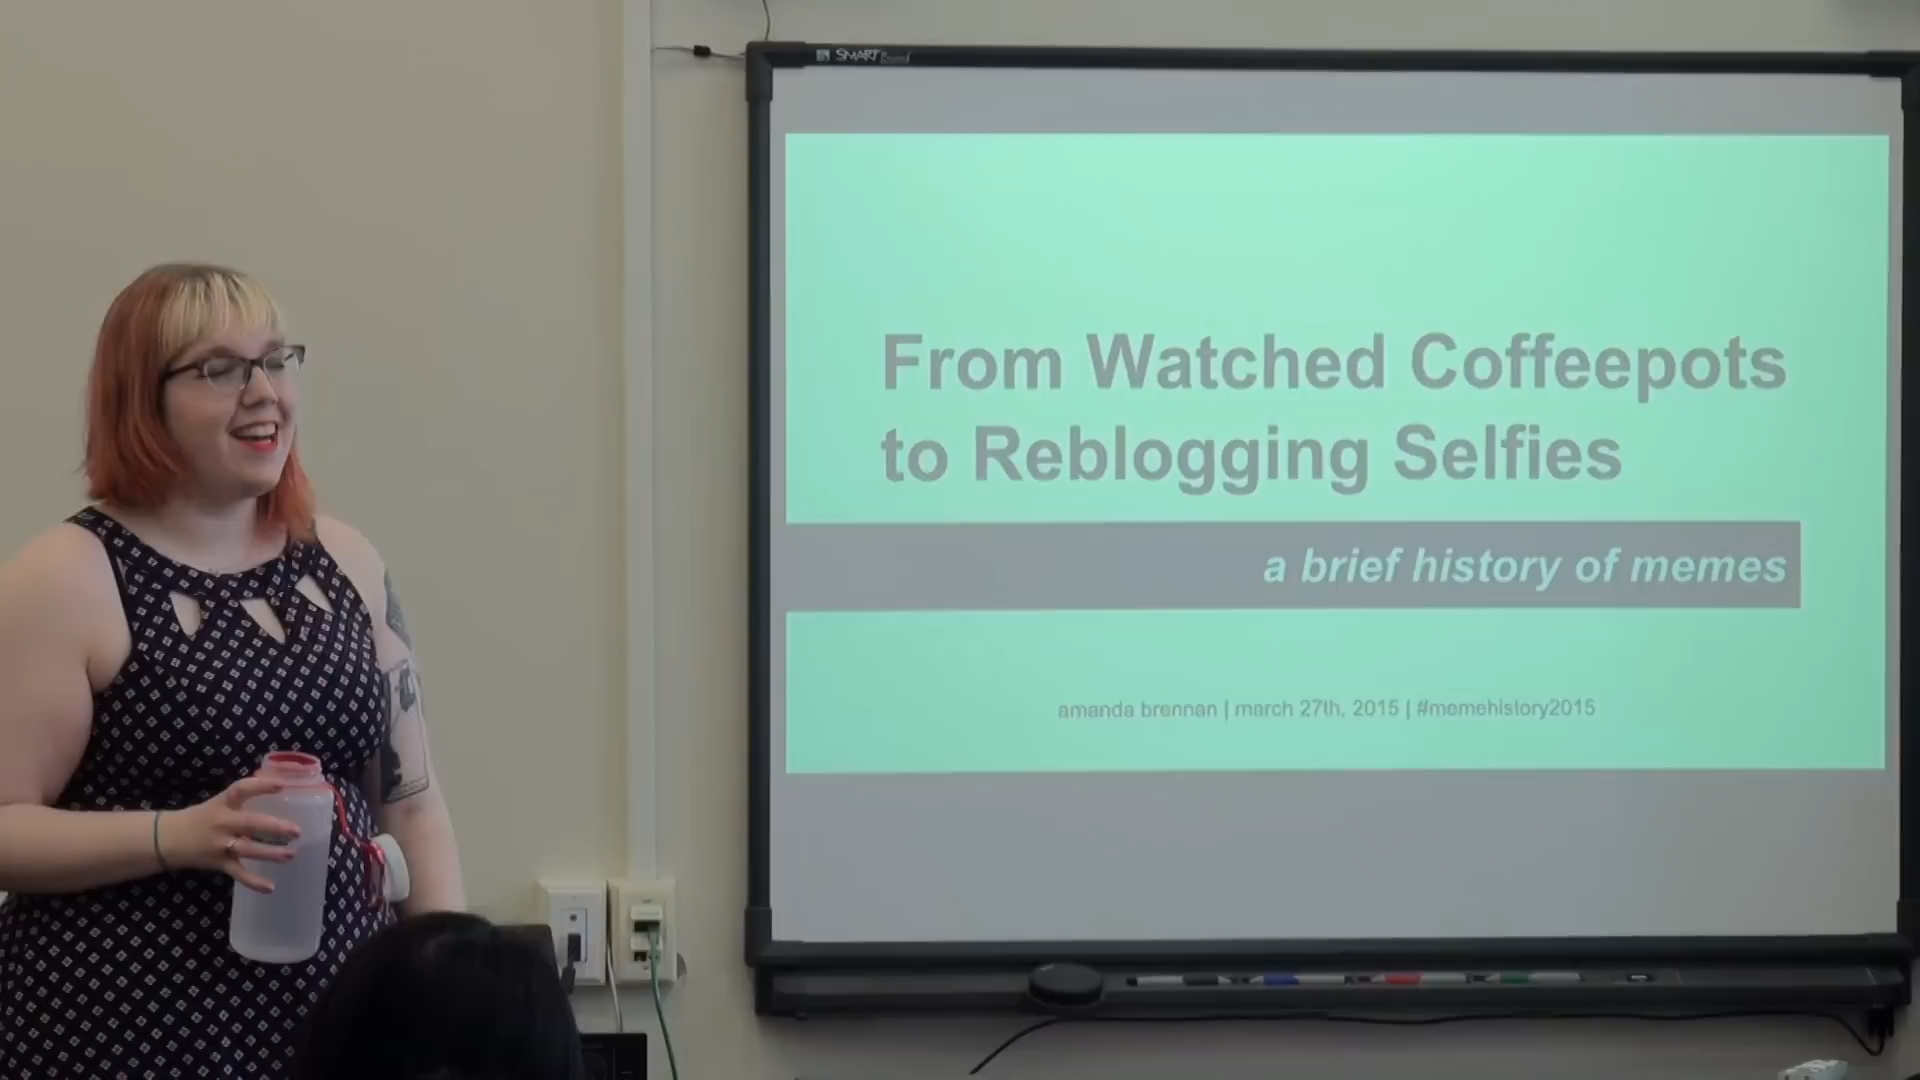 SMART
From Watched Coffeepots
to Reblogging Selfies
a brief history of memes
amanda brennan | march 27th, 2015 | #memehistory2015